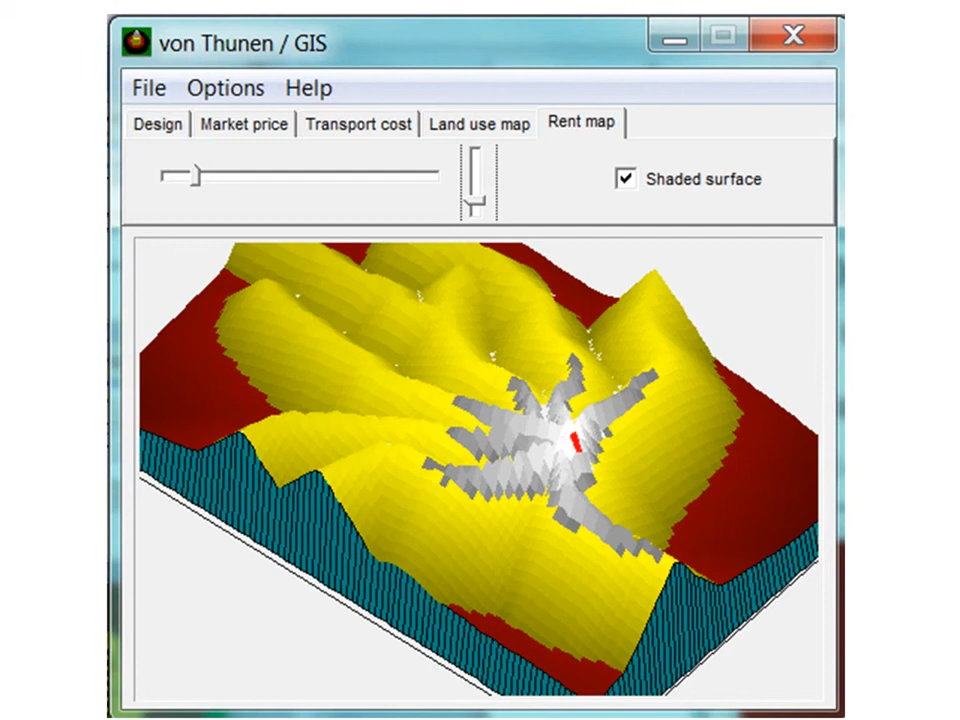 von Thunen / GIS
File Options Help
Design Market price Transport cost Land use map Rent map
Shaded surface